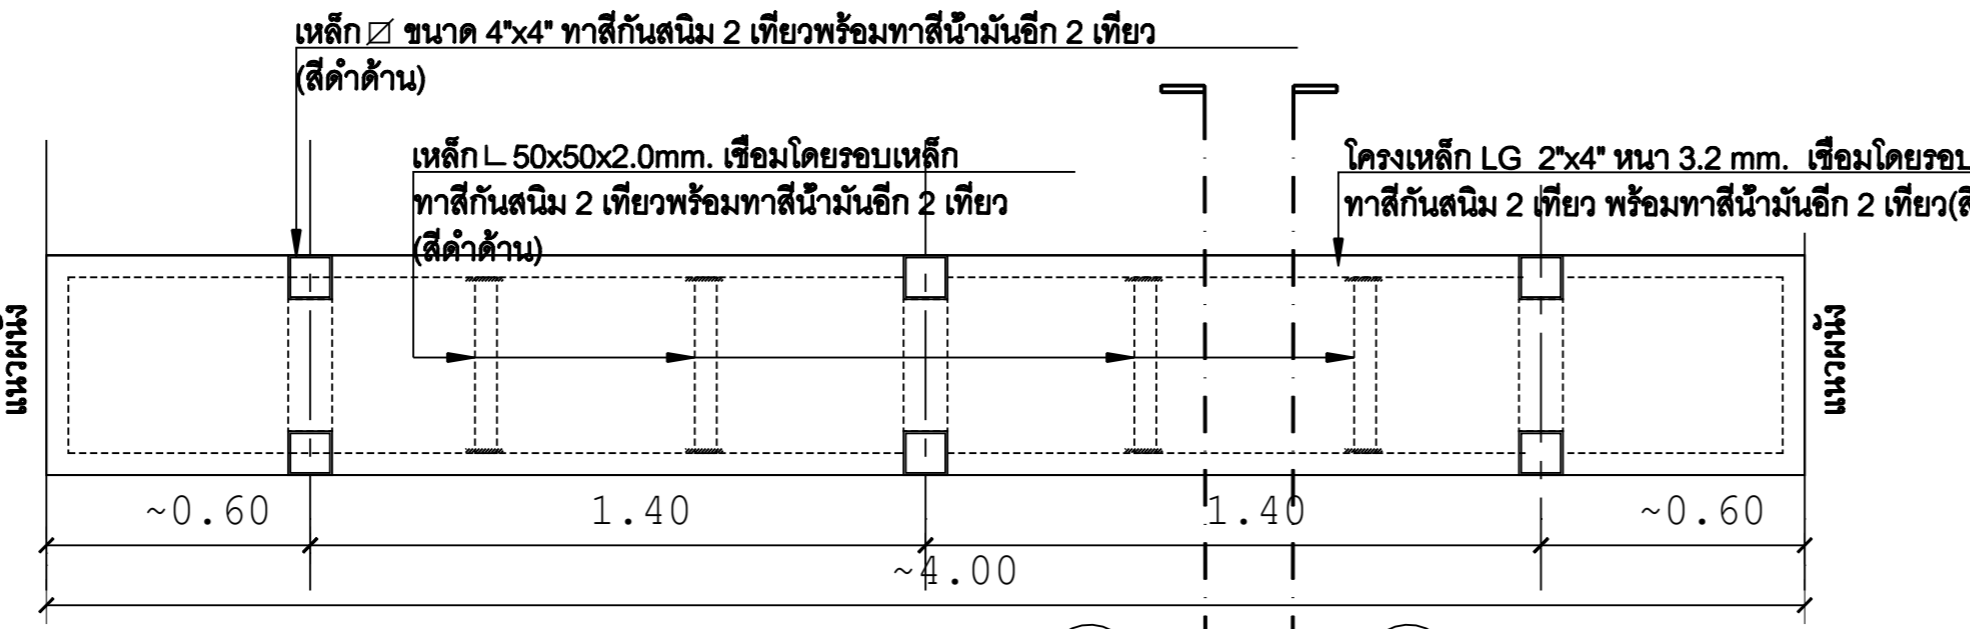 เหล็ก ขนาด 4"x4" ทาสีกันสนิม 2 เที่ยวพร้อมทาสีน้ำมันอีก 2 เที่ยว
(สีดำด้าน)
เหล็ก 50x50x2.0mm. เชื่อมโดยรอบเหล็ก
ทาสีกันสนิม 2 เที่ยวพร้อมทาสีน้ำมันอีก 2 เที่ยว
(สีดำด้าน)
โครงเหล็ก LG 2"x4" หนา 3.2 mm. เชื่อมโดยรอบ
ทาสีกันสนิม 2 เที่ยว พร้อมทาสีน้ำมันอีก 2 เที่ยว(
แนวผนัง
แนวผนัง
~0.60
1.40
1.40
~0.60
~4.00